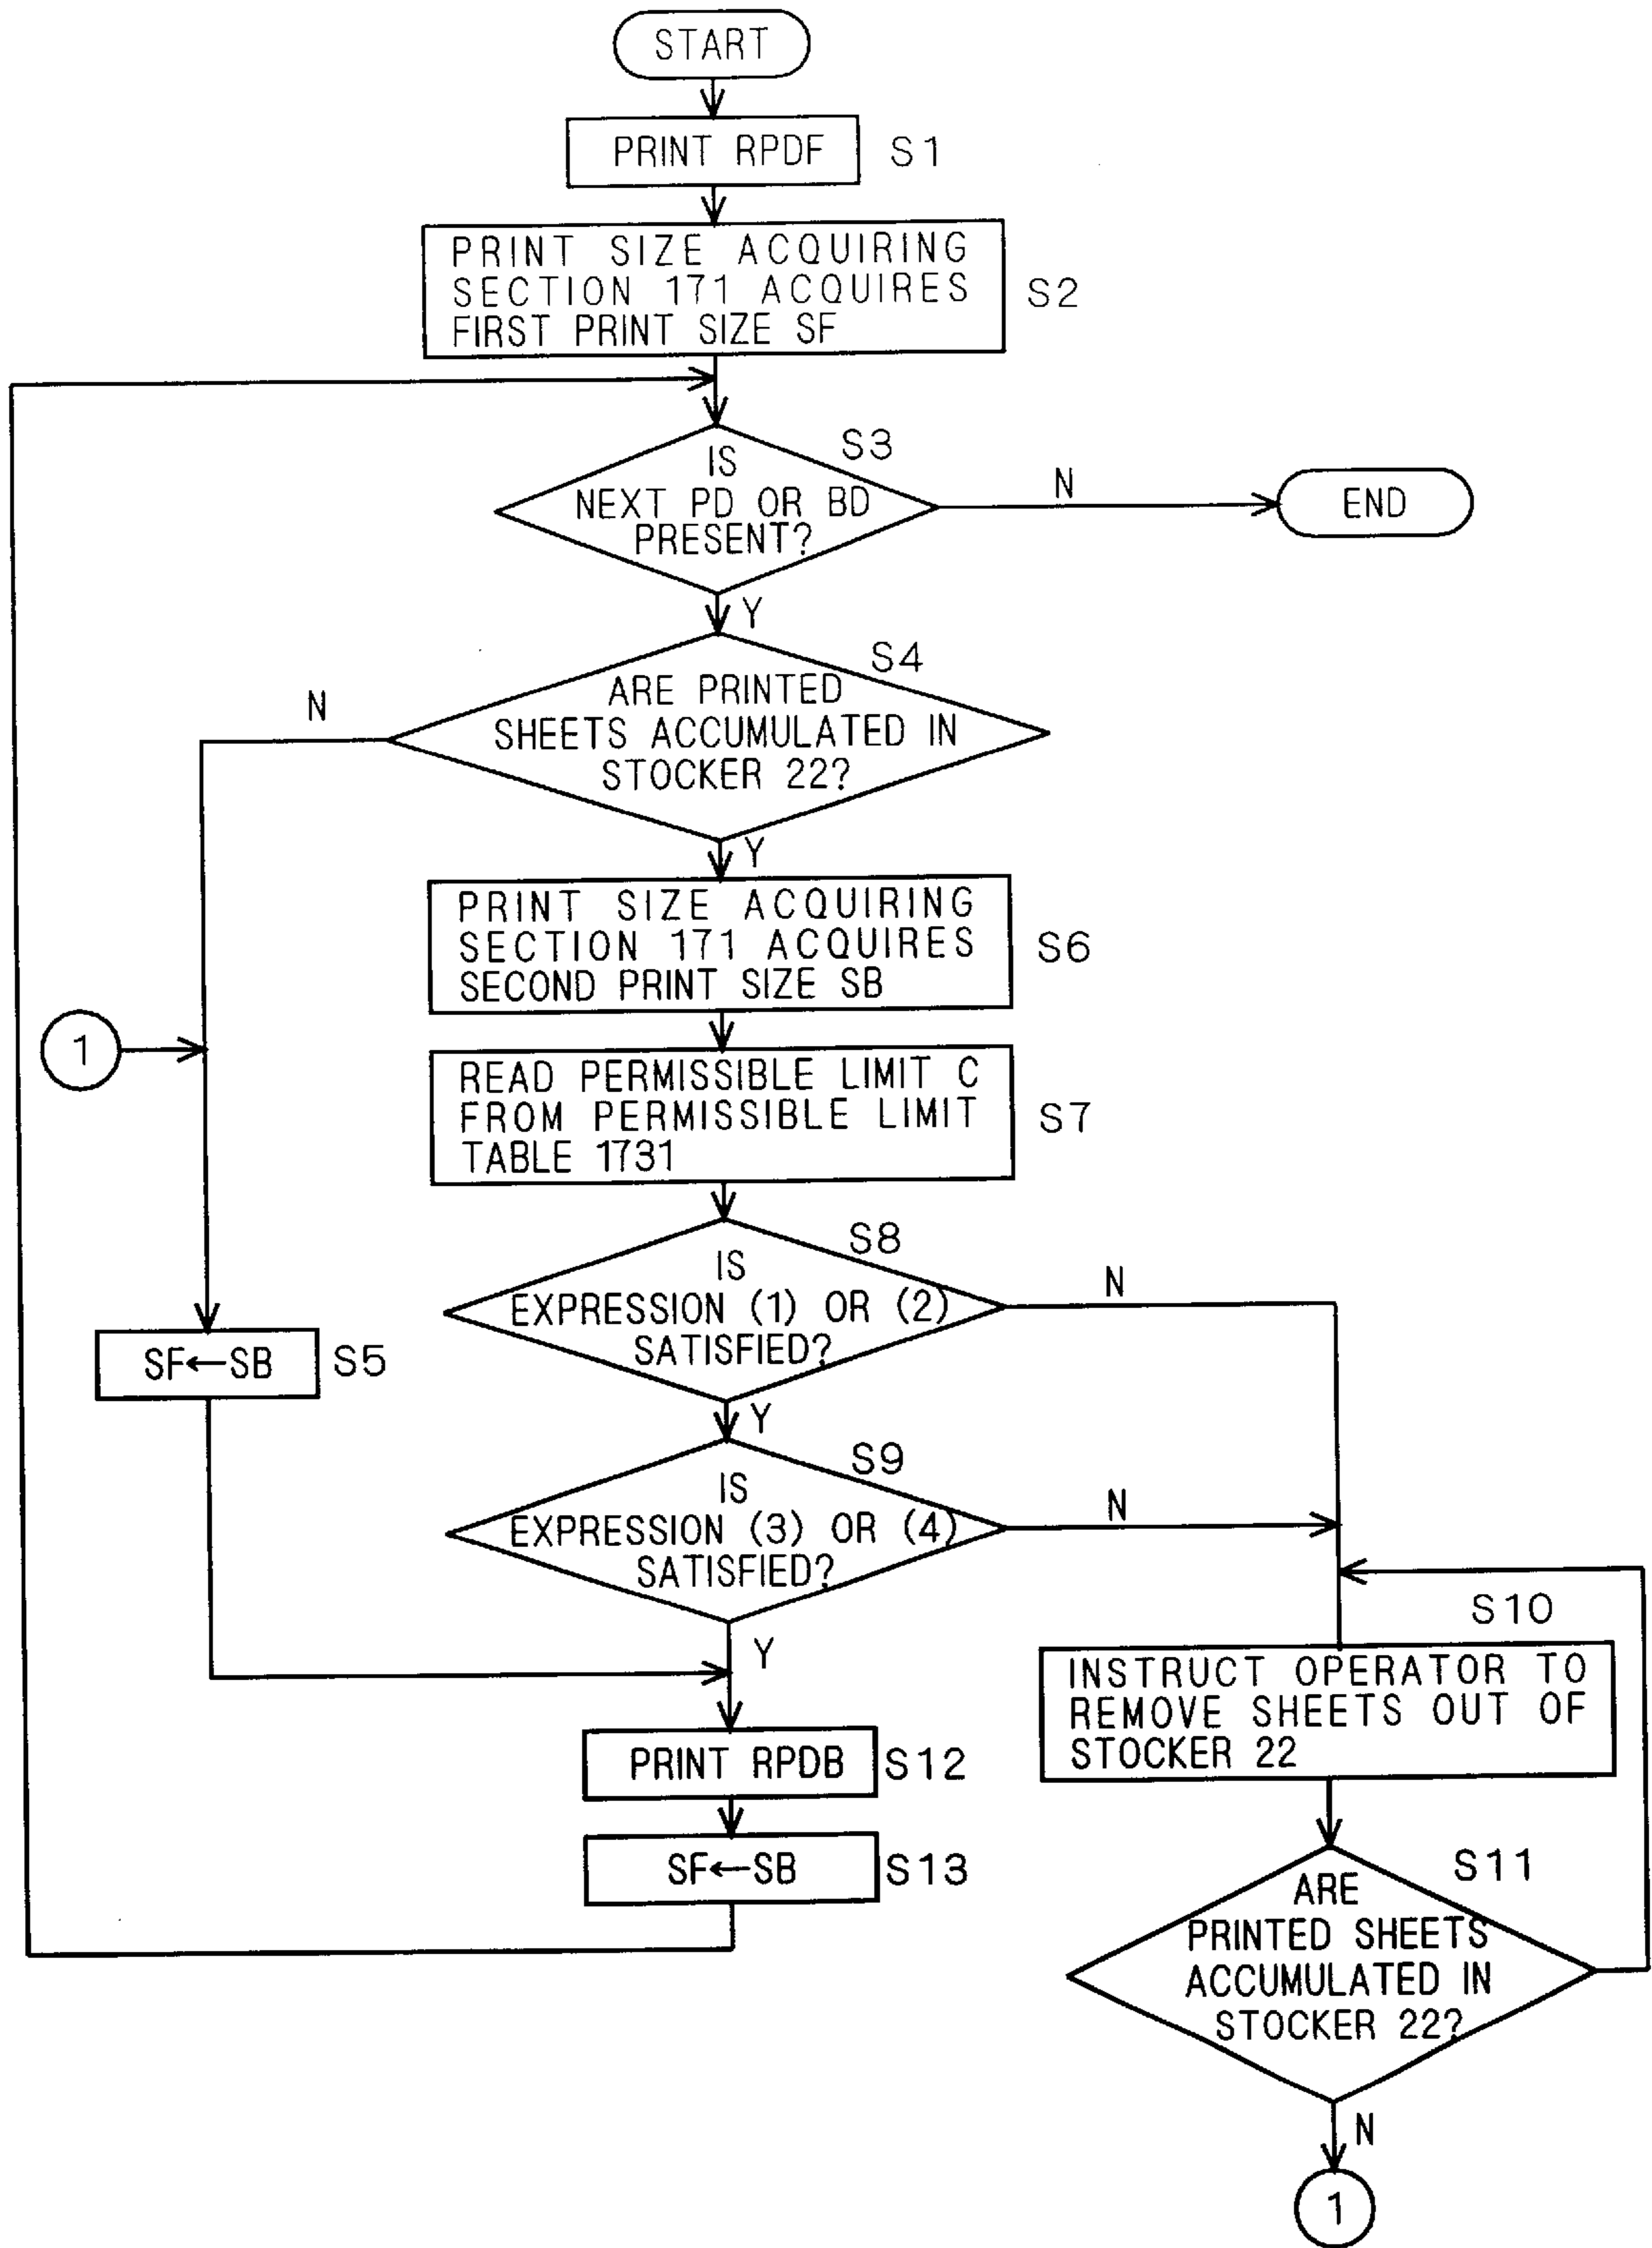 START
PRINT RPDF
S1
PRINT SIZE ACQUIRING
SECTION 171 ACQUIRES
FIRST PRINT SIZE SF
S2
S3
IS
NEXT PD OR BD
PRESENT?
N
END
Y
S4
ARE PRINTED
SHEETS ACCUMULATED IN
STOCKER 22?
N
Y
PRINT SIZE ACQUIRING
SECTION 171 ACQUIRES
SECOND PRINT SIZE SB
S6
1
READ PERMISSIBLE LIMIT C
FROM PERMISSIBLE LIMIT
TABLE 1731
S7
S8
IS
EXPRESSION (1) OR (2)
SATISFIED?
N
SF←SB
S5
Y
S9
IS
EXPRESSION (3) OR (4)
SATISFIED?
N
Y
S10
INSTRUCT OPERATOR TO
REMOVE SHEETS OUT OF
STOCKER 22
PRINT RPDB
S12
SF←SB
S13
S11
ARE
PRINTED SHEETS
ACCUMULATED IN
STOCKER 22?
N
1